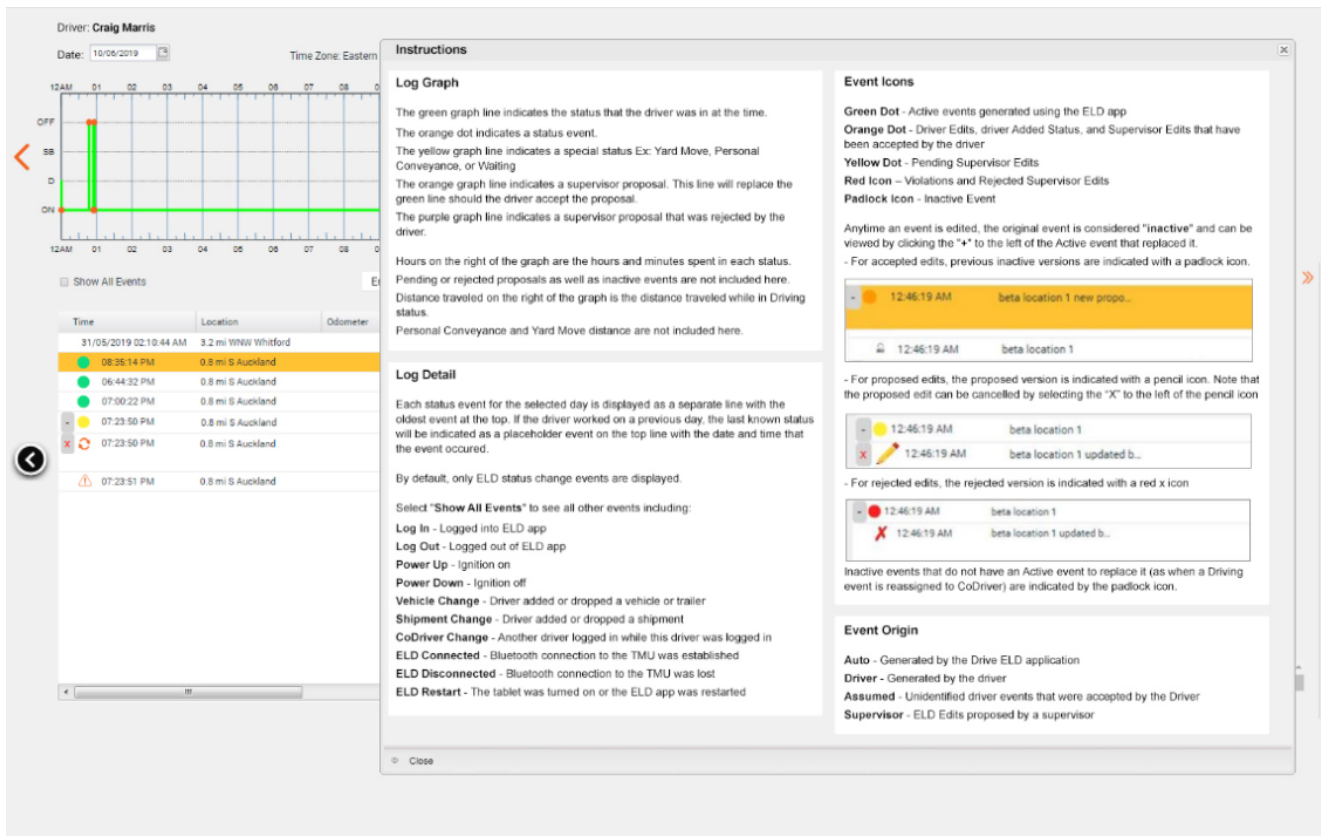 Driver: Craig Marris
Date: 10/06/2019
Time Zone: Eastern
12AM 01 02 03 04 05 06 07 08 0
OFF
SB
D
ON
12AM 01 02 03 04 05 06 07 08 0
Show All Events
Er
Time Location Odometer
31/05/2019 02:10:44 AM 3.2 mi WNW Whitford
08:35:14 PM 0.8 mi S Auckland
06:44:32 PM 0.8 mi S Auckland
07:00:22 PM 0.8 mi S Auckland
- 07:23:50 PM 0.8 mi S Auckland
x 07:23:50 PM 0.8 mi S Auckland
07:23:51 PM 0.8 mi S Auckland
Instructions
Log Graph
The green graph line indicates the status that the driver was in at the time.
The orange dot indicates a status event.
The yellow graph line indicates a special status Ex: Yard Move, Personal
Conveyance, or Waiting
The orange graph line indicates a supervisor proposal. This line will replace the
green line should the driver accept the proposal.
The purple graph line indicates a supervisor proposal that was rejected by the
driver.
Hours on the right of the graph are the hours and minutes spent in each status.
Pending or rejected proposals as well as inactive events are not included here.
Distance traveled on the right of the graph is the distance traveled while in Driving
status.
Personal Conveyance and Yard Move distance are not included here.
Log Detail
Each status event for the selected day is displayed as a separate line with the
oldest event at the top. If the driver worked on a previous day, the last known status
will be indicated as a placeholder event on the top line with the date and time that
the event occured.
By default, only ELD status change events are displayed.
Select "Show All Events" to see all other events including:
Log In - Logged into ELD app
Log Out - Logged out of ELD app
Power Up - Ignition on
Power Down - Ignition off
Vehicle Change - Driver added or dropped a vehicle or trailer
Shipment Change - Driver added or dropped a shipment
CoDriver Change - Another driver logged in while this driver was logged in
ELD Connected - Bluetooth connection to the TMU was established
ELD Disconnected - Bluetooth connection to the TMU was lost
ELD Restart - The tablet was turned on or the ELD app was restarted
Event Icons
Green Dot - Active events generated using the ELD app
Orange Dot - Driver Edits, driver Added Status, and Supervisor Edits that have
been accepted by the driver
Yellow Dot - Pending Supervisor Edits
Red Icon – Violations and Rejected Supervisor Edits
Padlock Icon - Inactive Event
Anytime an event is edited, the original event is considered "inactive" and can be
viewed by clicking the "+" to the left of the Active event that replaced it.
- For accepted edits, previous inactive versions are indicated with a padlock icon.
- 12:46:19 AM beta location 1 new propo...
12:46:19 AM beta location 1
- For proposed edits, the proposed version is indicated with a pencil icon. Note that
the proposed edit can be cancelled by selecting the "X" to the left of the pencil icon
- 12:46:19 AM beta location 1
x 12:46:19 AM beta location 1 updated b...
- For rejected edits, the rejected version is indicated with a red x icon
- 12:46:19 AM beta location 1
12:46:19 AM beta location 1 updated b...
Inactive events that do not have an Active event to replace it (as when a Driving
event is reassigned to CoDriver) are indicated by the padlock icon.
Event Origin
Auto - Generated by the Drive ELD application
Driver - Generated by the driver
Assumed - Unidentified driver events that were accepted by the Driver
Supervisor - ELD Edits proposed by a supervisor
Close